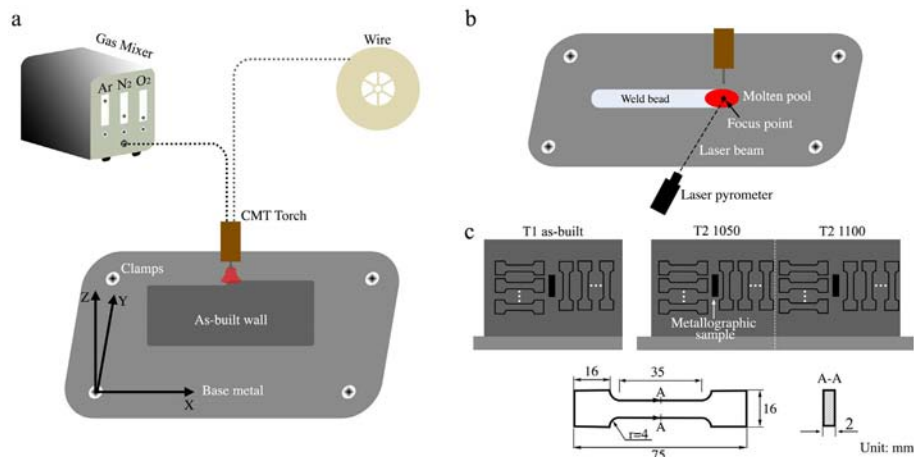 a
Gas Mixer
Ar N2 O2
Wire
CMT Torch
Clamps
Z
Y
As-built wall
Base metal
X
b
Weld bead
Molten pool
Focus point
Laser beam
Laser pyrometer
c
T1 as-built
T2 1050
T2 1100
Metallographic
sample
16
35
A
A
16
r=4
75
A-A
2
Unit: mm